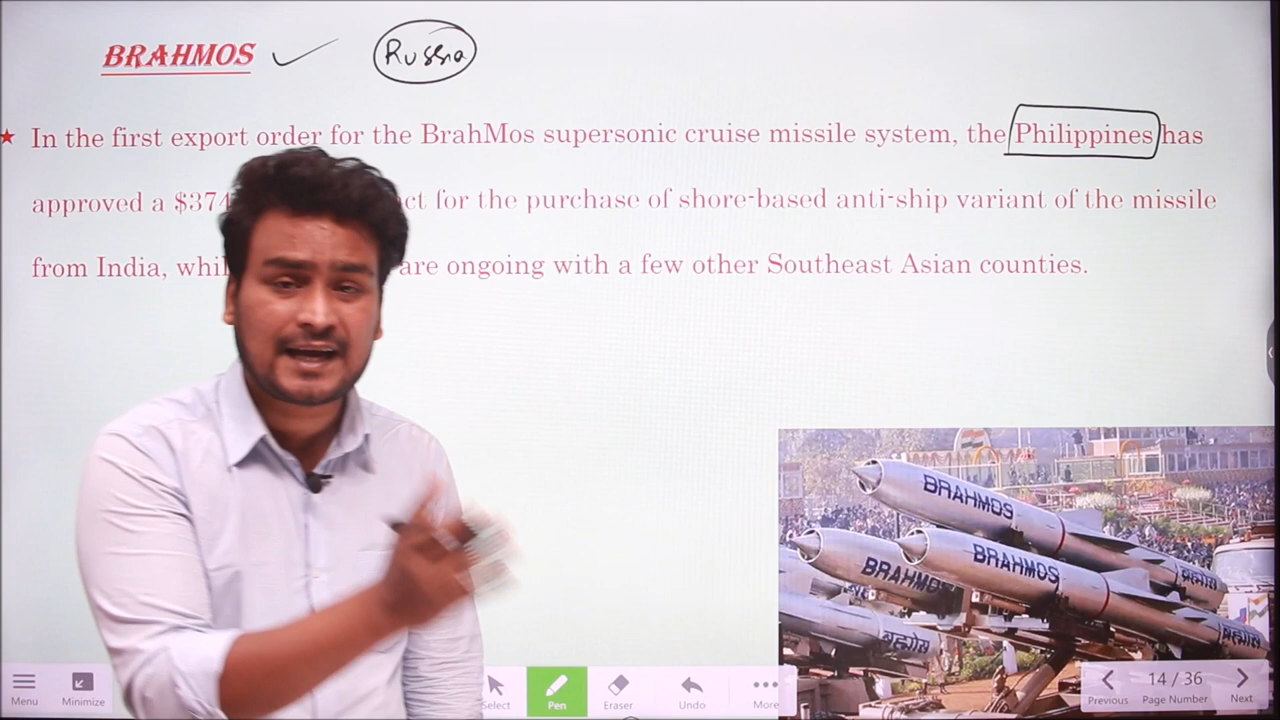 BRAHMOS Russia
★ In the first export order for the BrahMos supersonic cruise missile system, the Philippines has
approved a $374 ct for the purchase of shore-based anti-ship variant of the missile
from India, whil are ongoing with a few other Southeast Asian counties.
BRAHMOS
BRAHMOS
BRAHMOS
ब्रह्मोस
ब्रह्मोस
ब्रह्मोस
Menu Minimize Select Pen Eraser Undo More
14 / 36
Previous Page Number Next